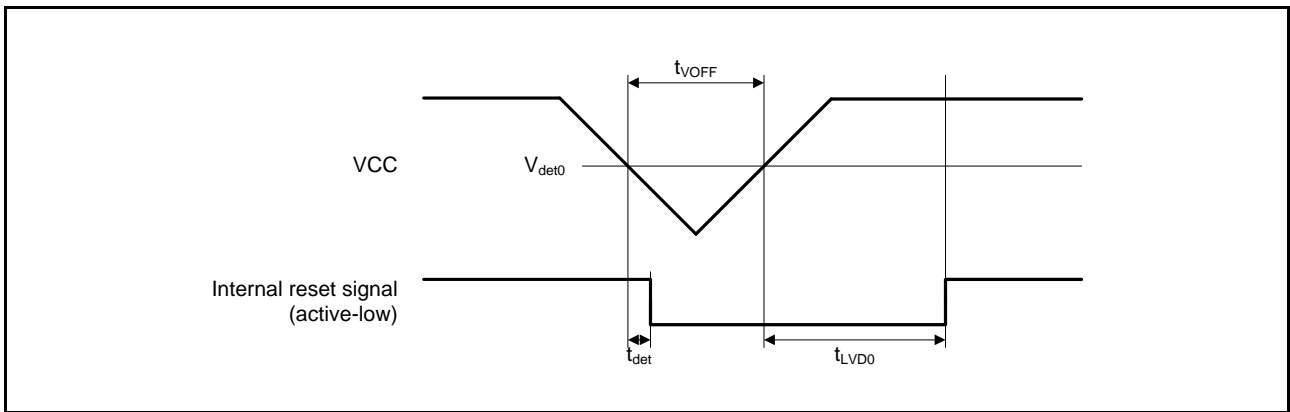 tVOFF
VCC
Vdet0
Internal reset signal
(active-low)
tdet
tLVD0